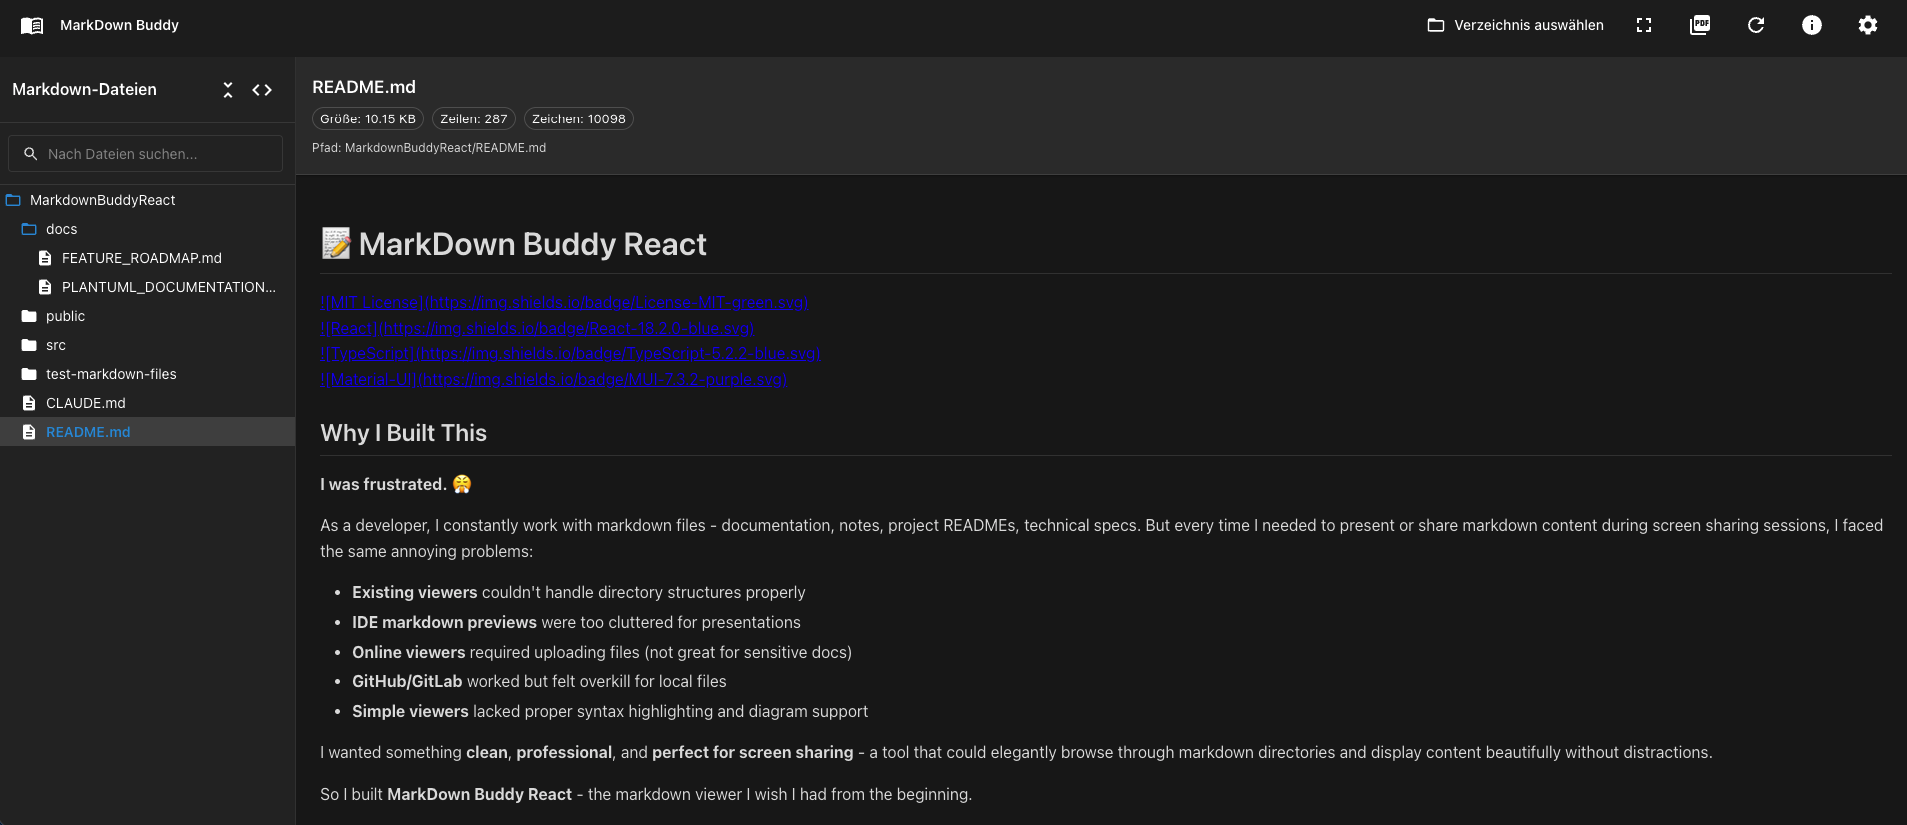 MarkDown Buddy
Verzeichnis auswählen
PDF
Markdown-Dateien
Nach Dateien suchen...
MarkdownBuddyReact
docs
FEATURE_ROADMAP.md
PLANTUML_DOCUMENTATION...
public
src
test-markdown-files
CLAUDE.md
README.md
README.md
Größe: 10.15 KB Zeilen: 287 Zeichen: 10098
Pfad: MarkdownBuddyReact/README.md
MarkDown Buddy React
![MIT License](https://img.shields.io/badge/License-MIT-green.svg)
![React](https://img.shields.io/badge/React-18.2.0-blue.svg)
![TypeScript](https://img.shields.io/badge/TypeScript-5.2.2-blue.svg)
![Material-UI](https://img.shields.io/badge/MUI-7.3.2-purple.svg)
Why I Built This
I was frustrated. 😤
As a developer, I constantly work with markdown files - documentation, notes, project READMEs, technical specs. But every time I needed to present or share markdown content during screen sharing sessions, I faced
the same annoying problems:
• Existing viewers couldn't handle directory structures properly
• IDE markdown previews were too cluttered for presentations
• Online viewers required uploading files (not great for sensitive docs)
• GitHub/GitLab worked but felt overkill for local files
• Simple viewers lacked proper syntax highlighting and diagram support
I wanted something clean, professional, and perfect for screen sharing - a tool that could elegantly browse through markdown directories and display content beautifully without distractions.
So I built MarkDown Buddy React - the markdown viewer I wish I had from the beginning.